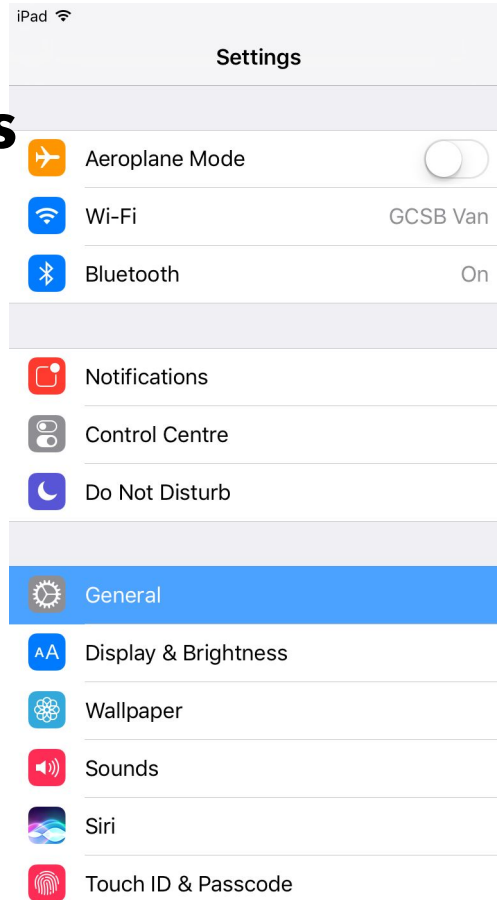 iPad
Settings
s
Aeroplane Mode
Wi-Fi GCSB Van
Bluetooth On
Notifications
Control Centre
Do Not Disturb
General
AA Display & Brightness
Wallpaper
Sounds
Siri
Touch ID & Passcode